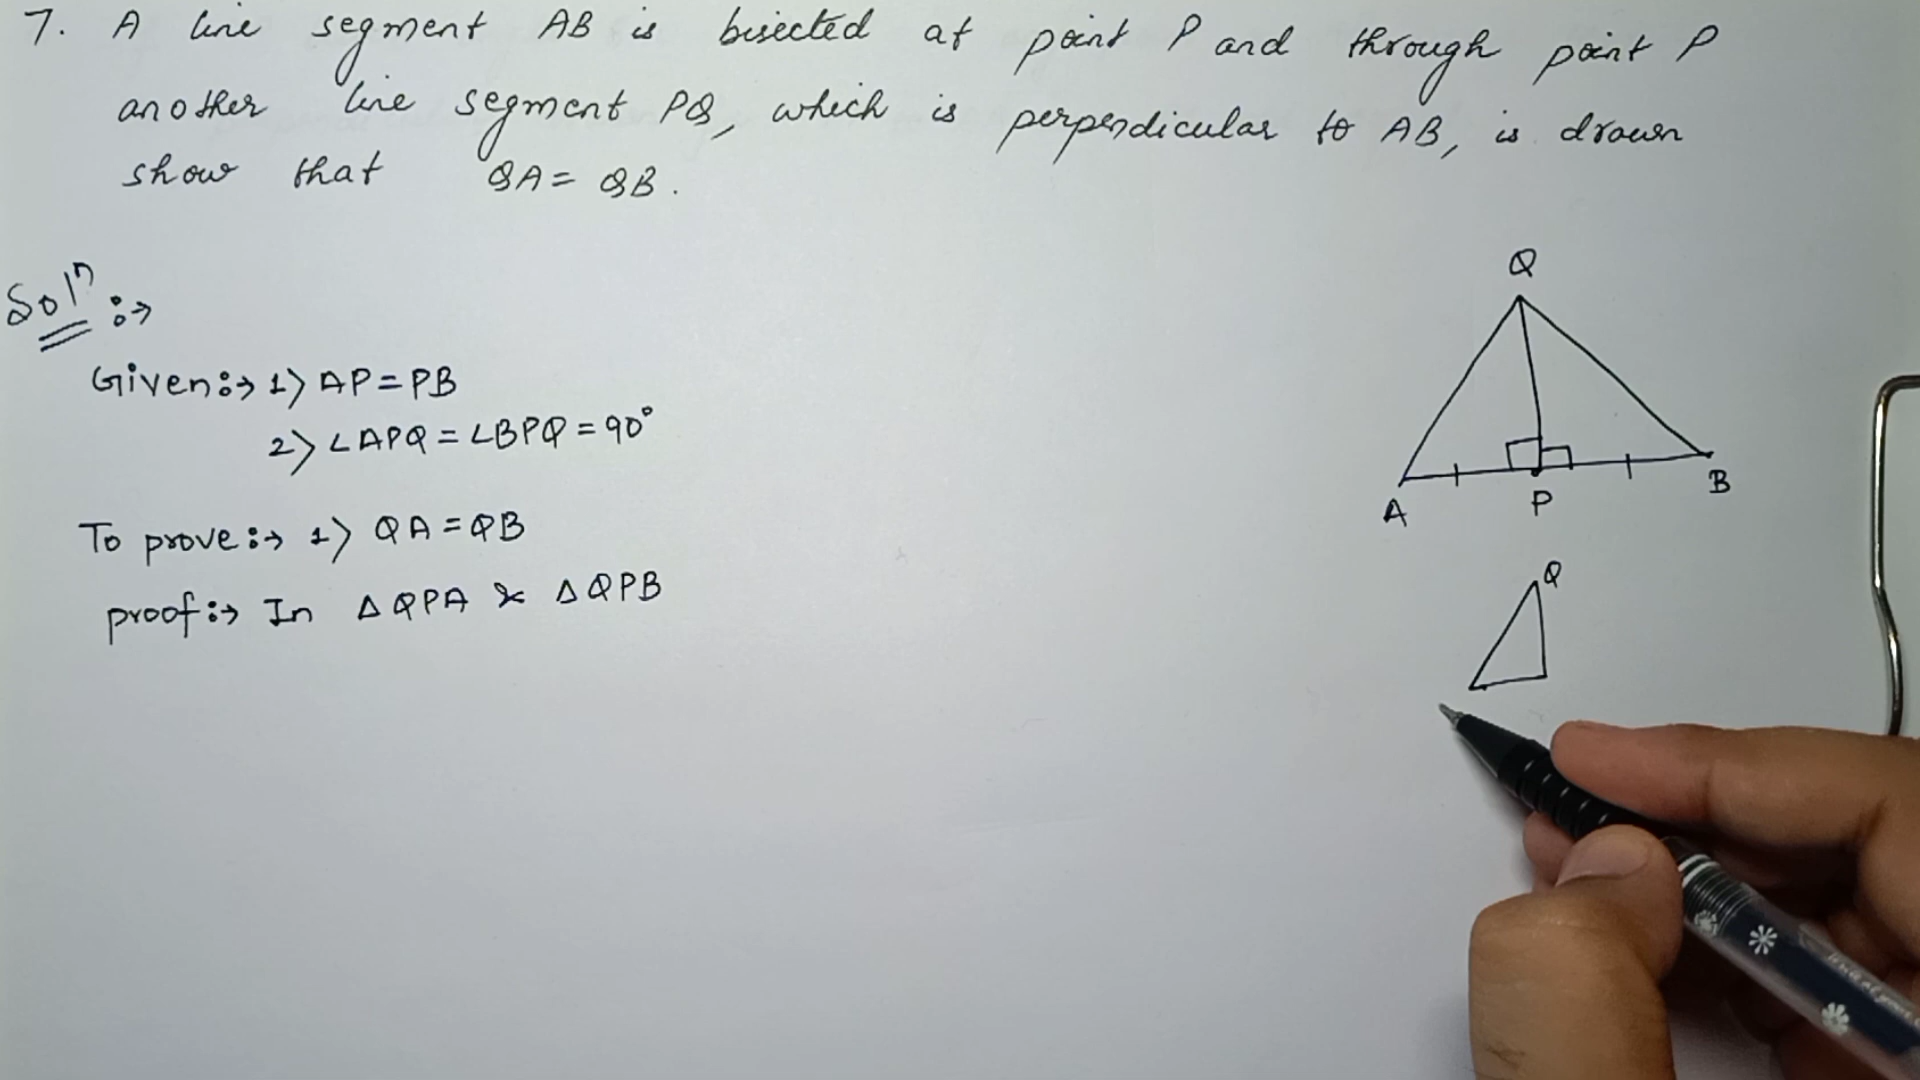 7. A line segment AB is bisected at point P and through point P
another line segment PQ, which is perpendicular to AB, is drawn
show that QA = QB.
Solⁿ :→
Given :→ 1) AP = PB
2) ∠APQ = ∠BPQ = 90°
To prove :→ 1) QA = QB
proof :→ In △QPA & △QPB
Q
A P B
Q